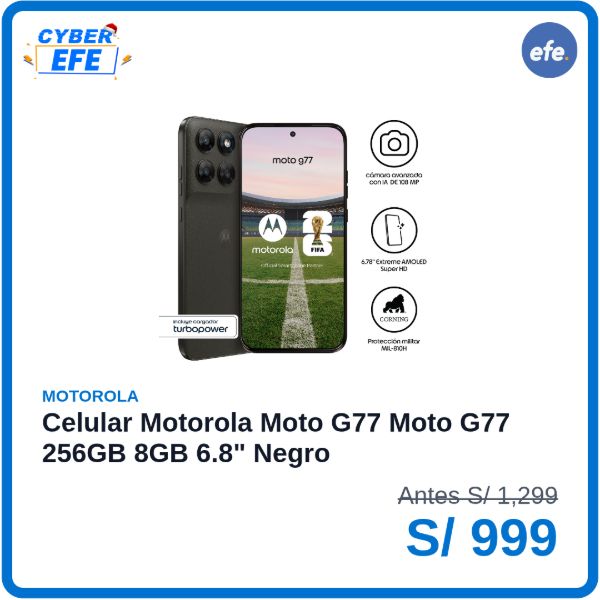 CYBER
EFE
efe.
moto g77
motorola
FIFA
cámara avanzada
con IA DE 108 MP
6.78" Extreme AMOLED
Super HD
CORNING
Protección militar
MIL-810H
incluye cargador
turbopower
MOTOROLA
Celular Motorola Moto G77 Moto G77
256GB 8GB 6.8" Negro
Antes S/ 1,299
S/ 999